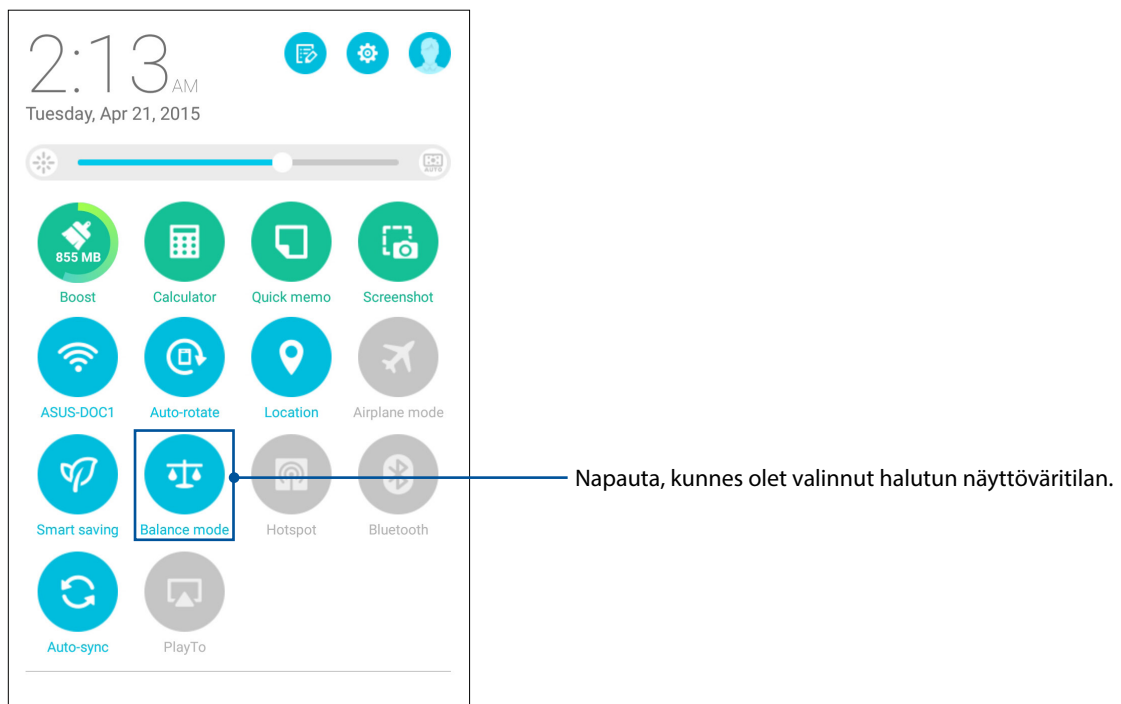 2:13 AM
Tuesday, Apr 21, 2015
AUTO
855 MB
Boost Calculator Quick memo Screenshot
ASUS-DOC1 Auto-rotate Location Airplane mode
Smart saving Balance mode Hotspot Bluetooth
Napauta, kunnes olet valinnut halutun näyttöväritilan.
Auto-sync PlayTo